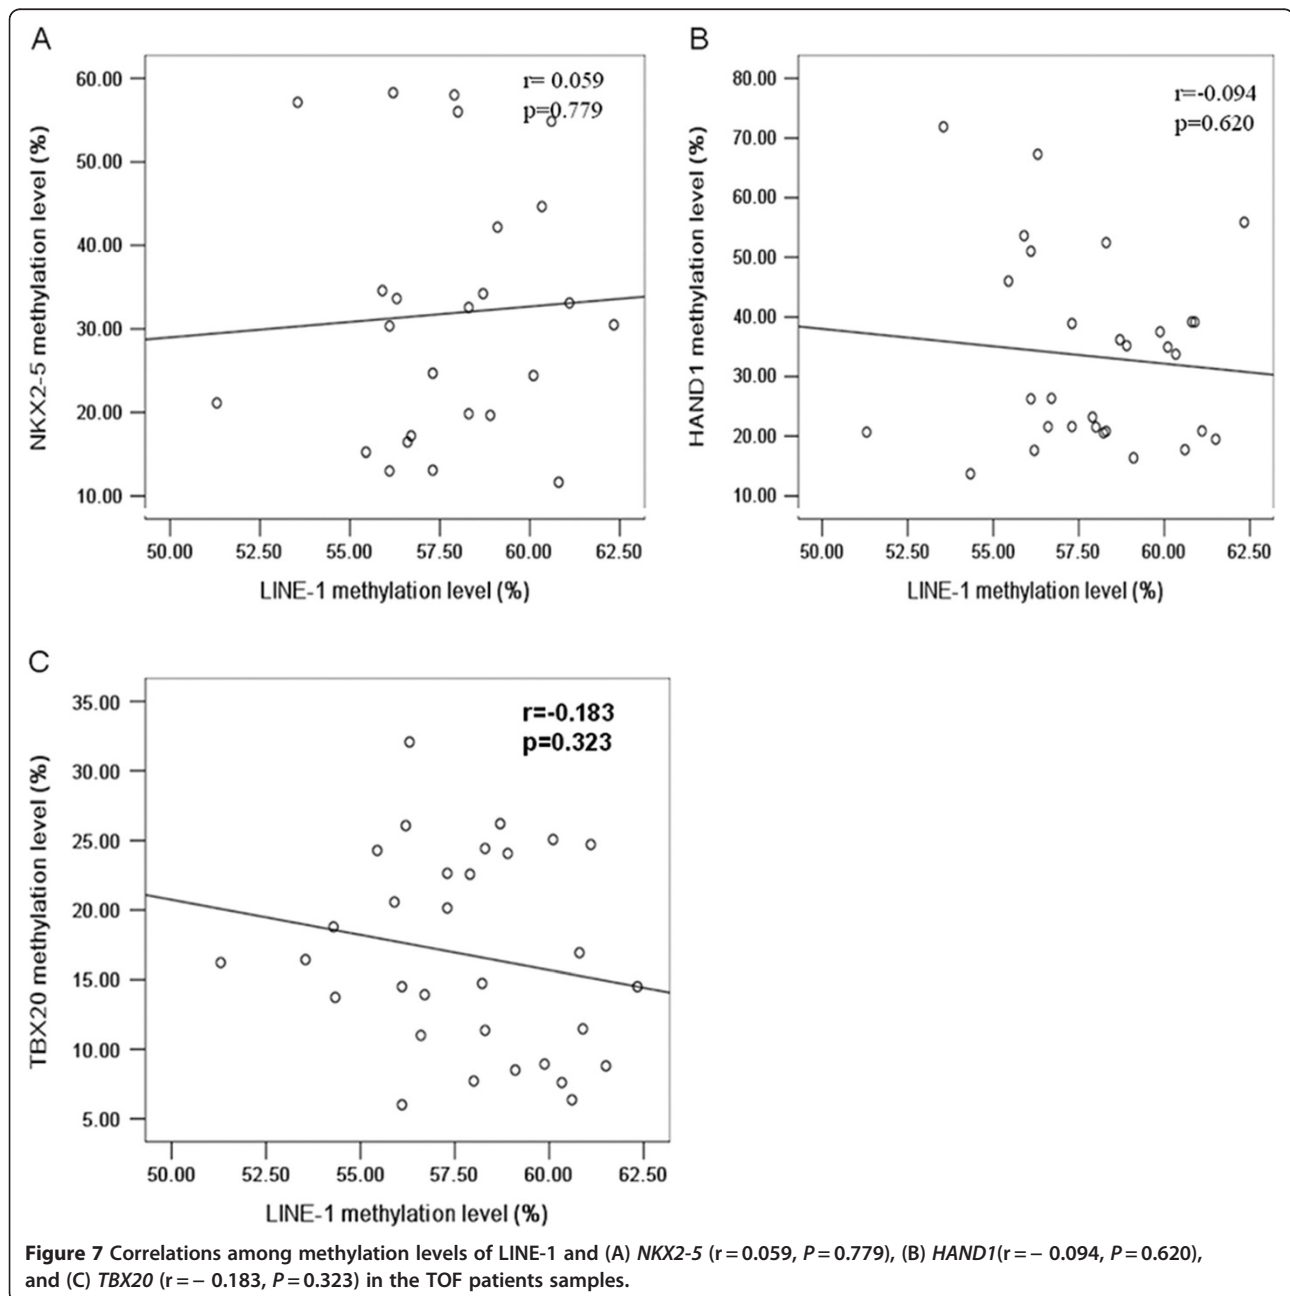 A
NKX2-5 methylation level (%)
60.00
50.00
40.00
30.00
20.00
10.00
r= 0.059
p=0.779
50.00 52.50 55.00 57.50 60.00 62.50
LINE-1 methylation level (%)
B
HAND1 methylation level (%)
80.00
70.00
60.00
50.00
40.00
30.00
20.00
10.00
r=-0.094
p=0.620
50.00 52.50 55.00 57.50 60.00 62.50
LINE-1 methylation level (%)
C
TBX20 methylation level (%)
35.00
30.00
25.00
20.00
15.00
10.00
5.00
r=-0.183
p=0.323
50.00 52.50 55.00 57.50 60.00 62.50
LINE-1 methylation level (%)
Figure 7 Correlations among methylation levels of LINE-1 and (A) NKX2-5 (r = 0.059, P = 0.779), (B) HAND1(r = − 0.094, P = 0.620),
and (C) TBX20 (r = − 0.183, P = 0.323) in the TOF patients samples.